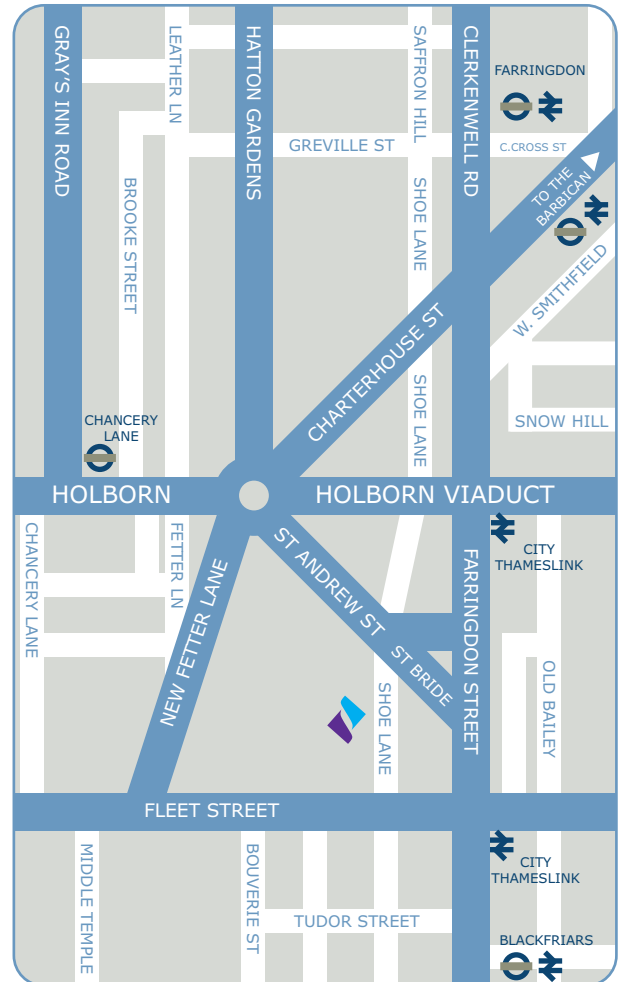 GRAY'S INN ROAD
LEATHER LN
HATTON GARDENS
SAFFRON HILL
CLERKENWELL RD
FARRINGDON
GREVILLE ST
C.CROSS ST
TO THE
BARBICAN
BROOKE STREET
SHOE LANE
W. SMITHFIELD
CHARTERHOUSE ST
SHOE LANE
CHANCERY
LANE
SNOW HILL
HOLBORN
HOLBORN VIADUCT
CHANCERY LANE
FETTER LN
NEW FETTER LANE
ST ANDREW ST
ST BRIDE
FARRINGDON STREET
CITY
THAMESLINK
SHOE LANE
OLD BAILEY
FLEET STREET
MIDDLE TEMPLE
BOUVERIE ST
TUDOR STREET
CITY
THAMESLINK
BLACKFRIARS